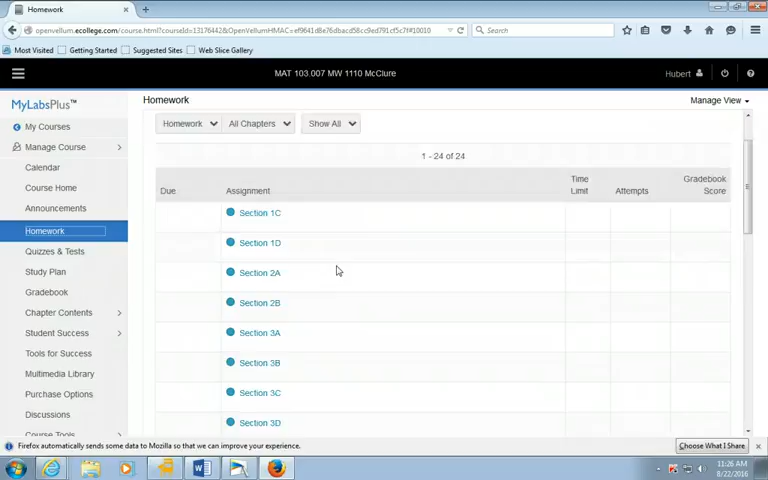 Homework
openvellum.ecollege.com/course.html?courseId=13176442&OpenVellumHMAC=ef9641d8e76dbacd58cc9ed791cf5c7f#10010
Search
Most Visited Getting Started Suggested Sites Web Slice Gallery
MAT 103.007 MW 1110 McClure
Hubert
MyLabsPlus™
Homework
Manage View
My Courses
Manage Course
Calendar
Course Home
Announcements
Homework
Quizzes & Tests
Study Plan
Gradebook
Chapter Contents
Student Success
Tools for Success
Multimedia Library
Purchase Options
Discussions
Course Tools
Homework All Chapters Show All
1 - 24 of 24
Due Assignment Time Limit Attempts Gradebook Score
Section 1C
Section 1D
Section 2A
Section 2B
Section 3A
Section 3B
Section 3C
Section 3D
Firefox automatically sends some data to Mozilla so that we can improve your experience.
Choose What I Share
11:26 AM
8/22/2016